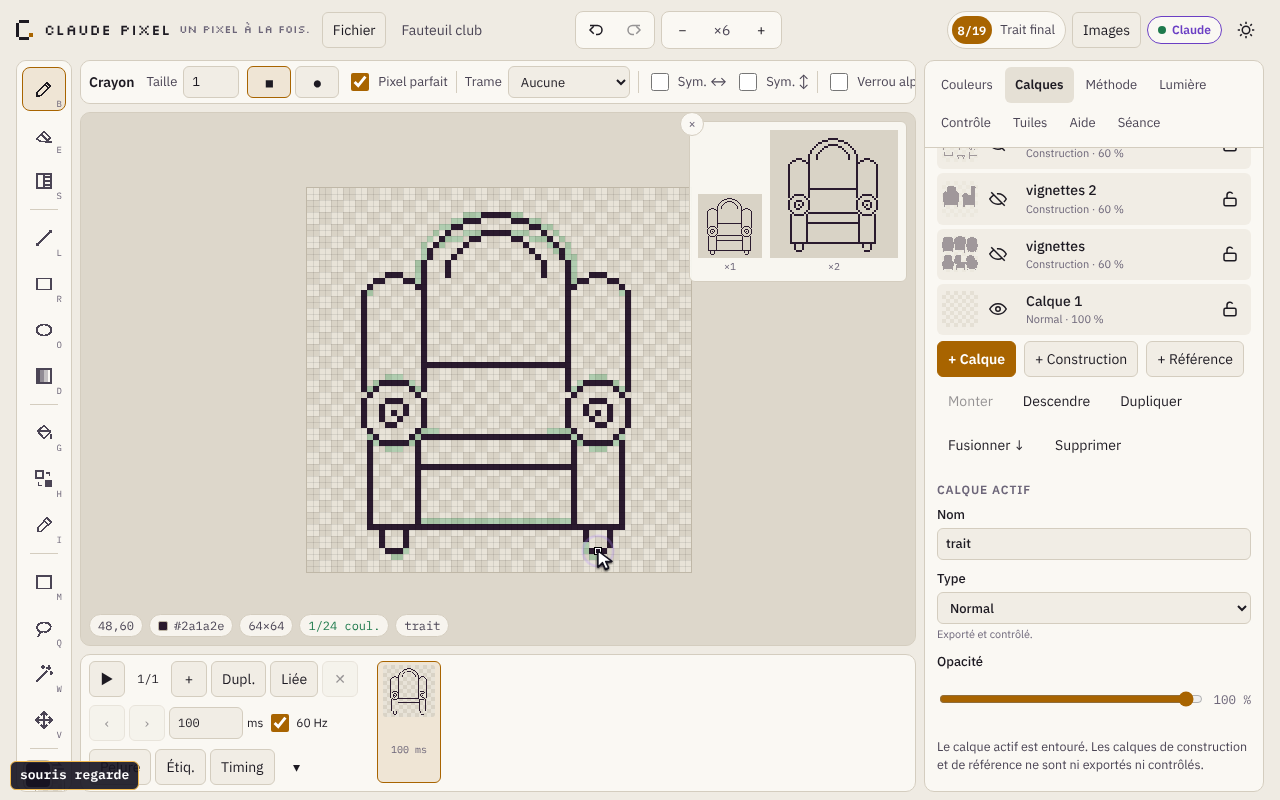 CLAUDE PIXEL UN PIXEL À LA FOIS. Fichier Fauteuil club − ×6 + 8/19 Trait final Images Claude
Crayon Taille 1 Pixel parfait Trame Aucune Sym. ↔ Sym. ↕ Verrou alp
B
E
S
L
R
O
D
G
H
I
M
Q
W
V
×
×1 ×2
48,60 #2a1a2e 64×64 1/24 coul. trait
1/1 + Dupl. Liée ×
‹ › 100 ms 60 Hz
Étiq. Timing
100 ms
souris regarde
Couleurs Calques Méthode Lumière
Contrôle Tuiles Aide Séance
Construction · 60 %
vignettes 2
Construction · 60 %
vignettes
Construction · 60 %
Calque 1
Normal · 100 %
+ Calque + Construction + Référence
Monter Descendre Dupliquer
Fusionner ↓ Supprimer
CALQUE ACTIF
Nom
trait
Type
Normal
Exporté et contrôlé.
Opacité
100 %
Le calque actif est entouré. Les calques de construction
et de référence ne sont ni exportés ni contrôlés.